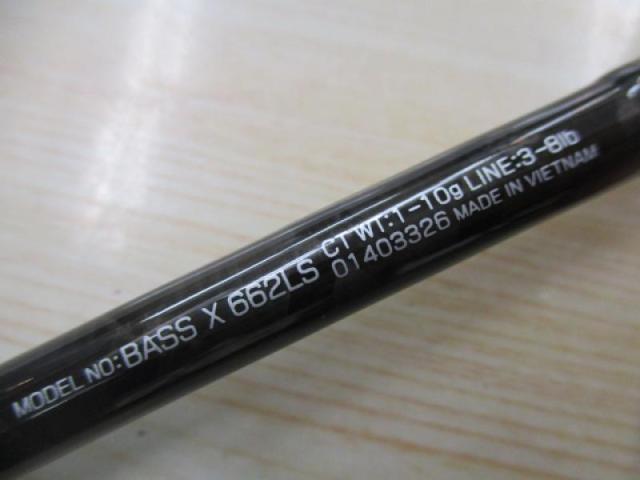 MODEL NO: BASS X 662LS CT WT:1-10g LINE:3-8lb
01403326 MADE IN VIETNAM